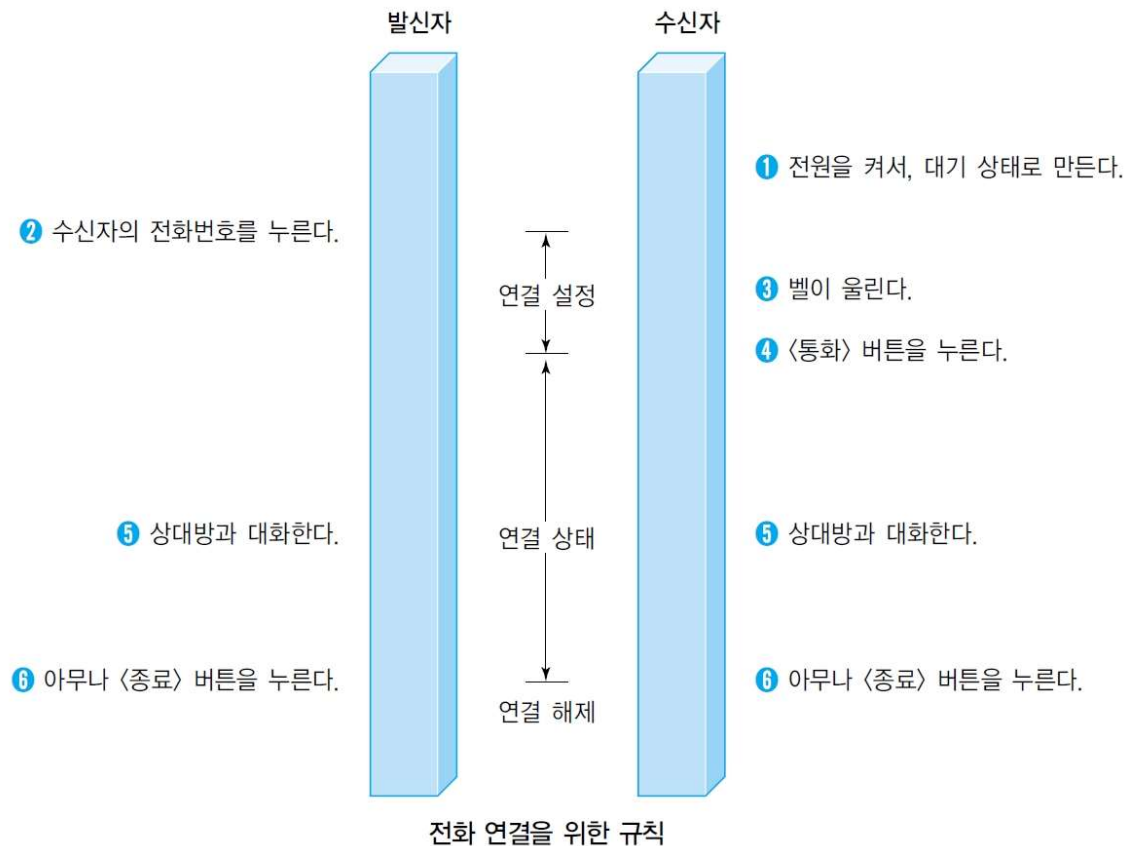 발신자 수신자
❶ 전원을 켜서, 대기 상태로 만든다.
❷ 수신자의 전화번호를 누른다.
연결 설정
❸ 벨이 울린다.
❹ 〈통화〉 버튼을 누른다.
❺ 상대방과 대화한다.
연결 상태
❺ 상대방과 대화한다.
❻ 아무나 〈종료〉 버튼을 누른다.
❻ 아무나 〈종료〉 버튼을 누른다.
연결 해제
전화 연결을 위한 규칙